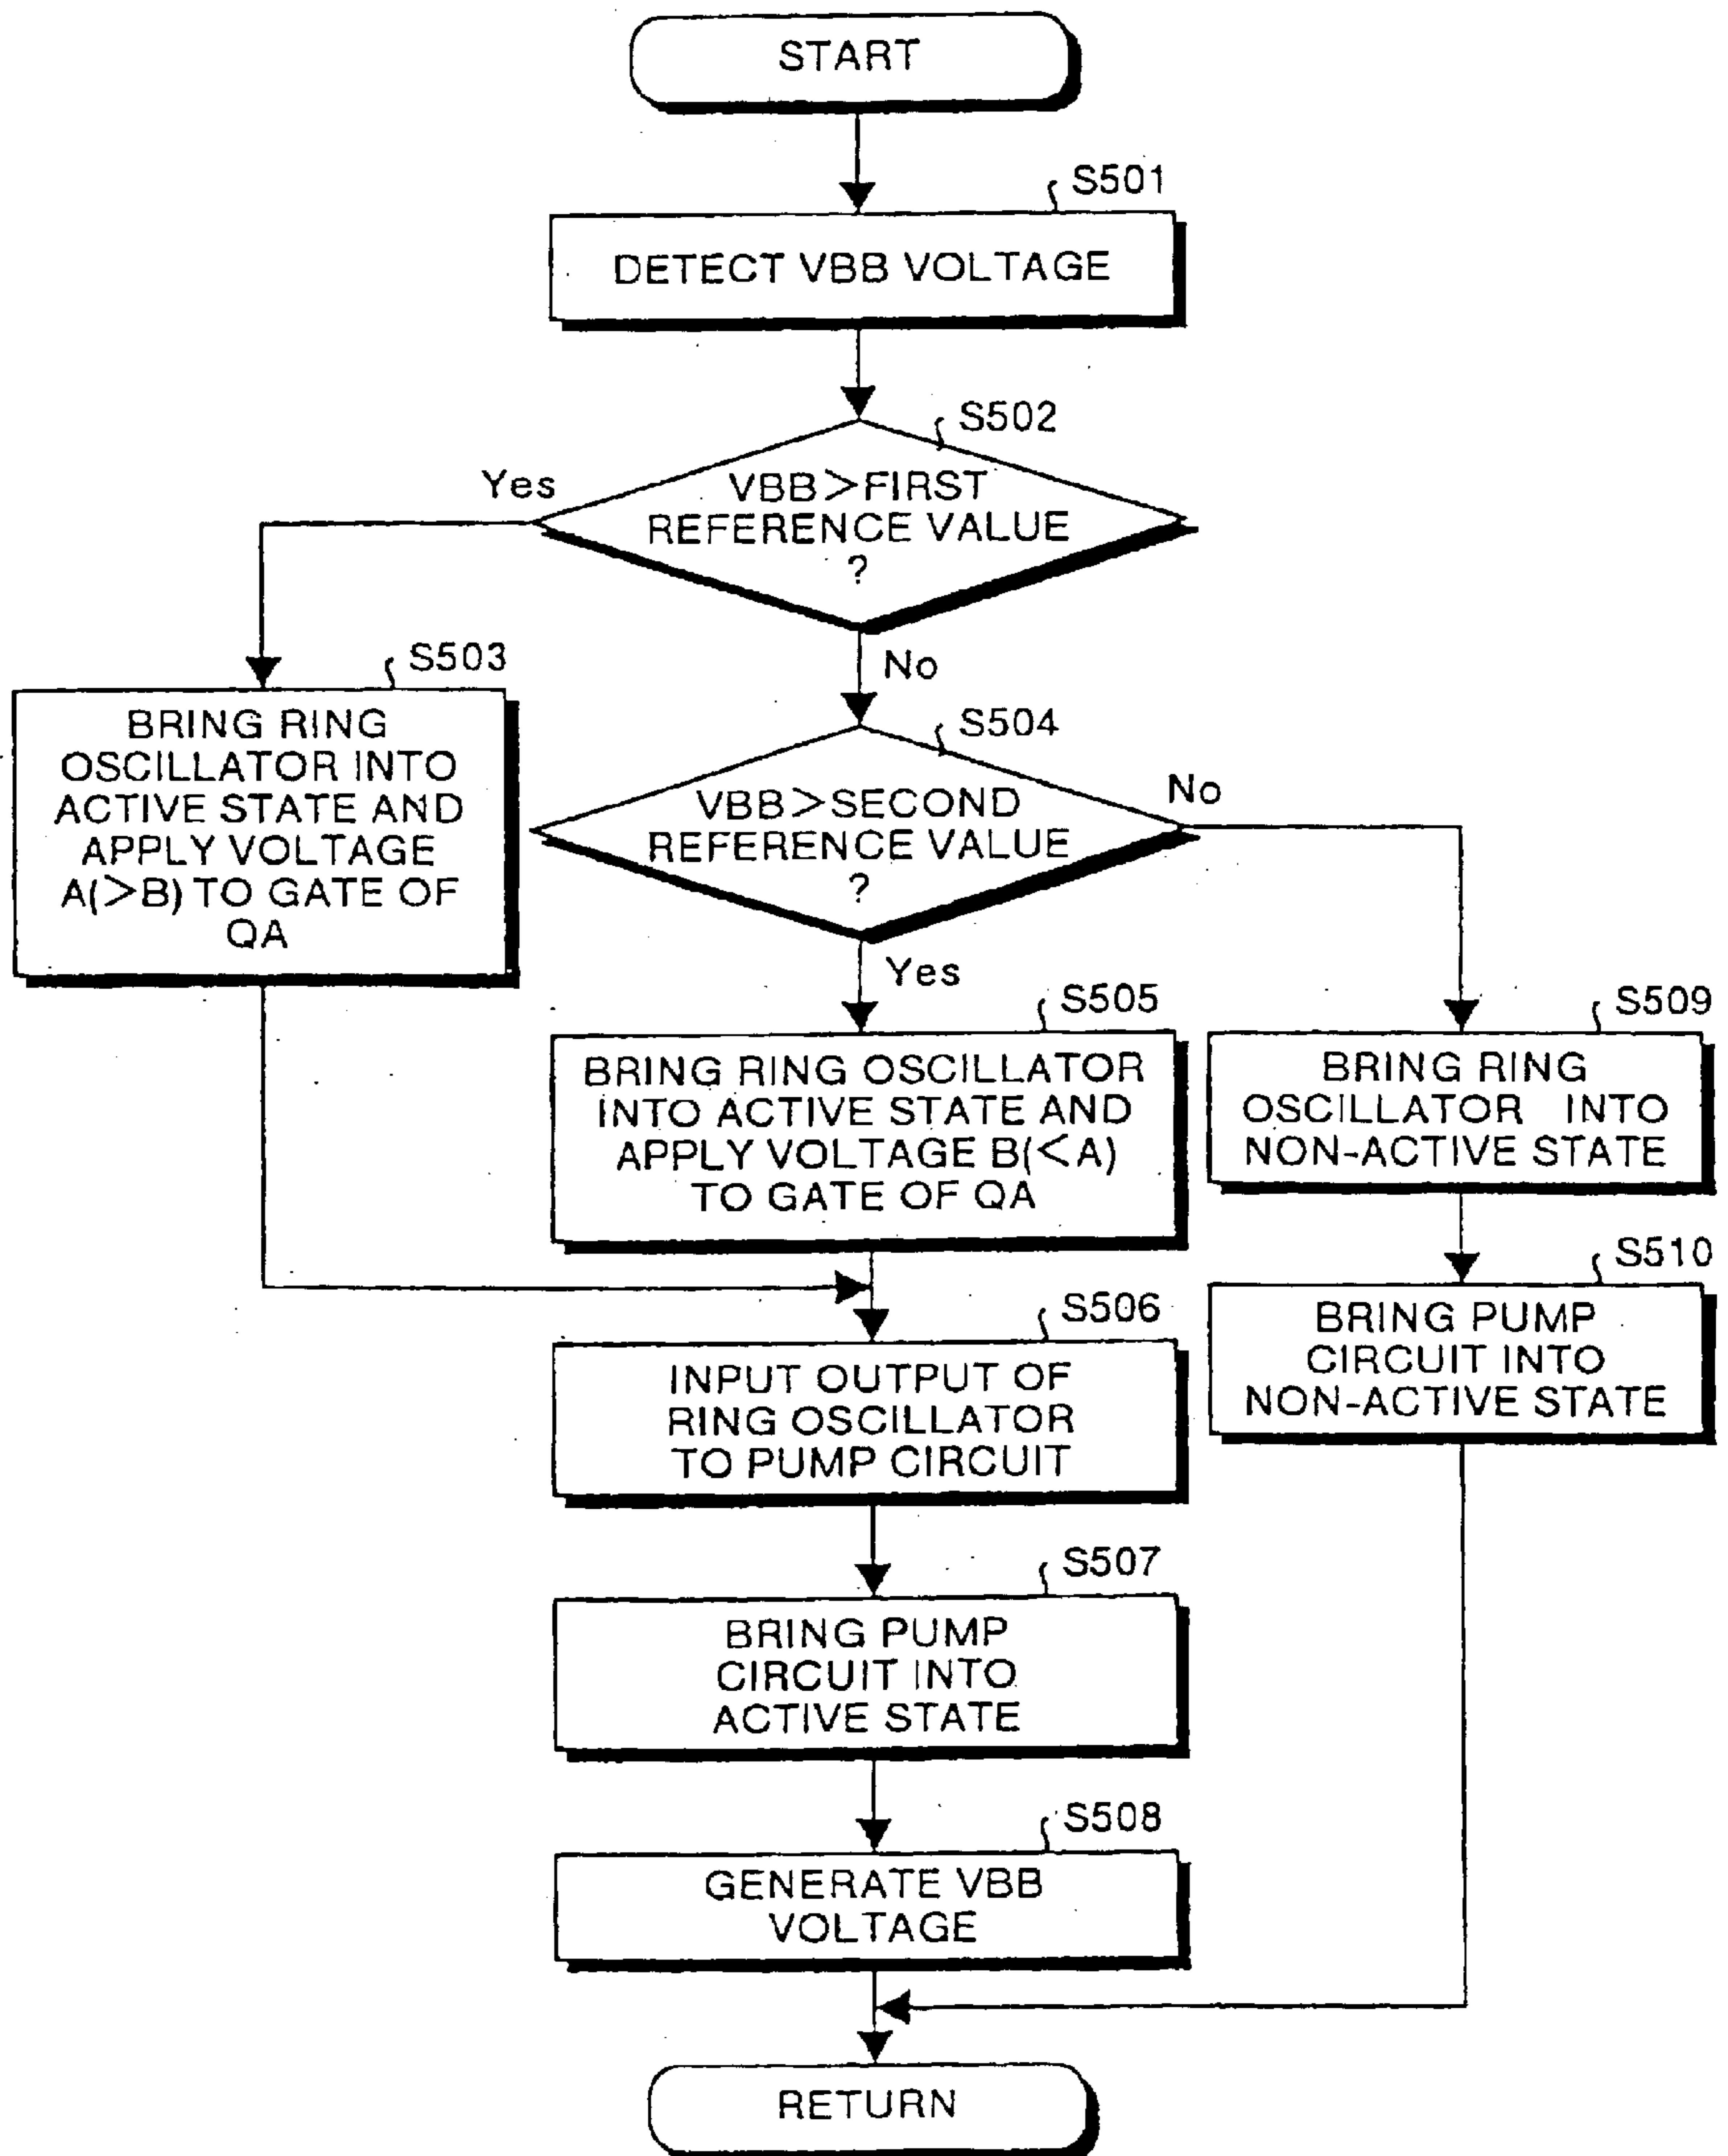 START
S501
DETECT VBB VOLTAGE
S502
Yes
VBB>FIRST
REFERENCE VALUE
?
No
S503
BRING RING
OSCILLATOR INTO
ACTIVE STATE AND
APPLY VOLTAGE
A(>B) TO GATE OF
QA
S504
VBB>SECOND
REFERENCE VALUE
?
No
Yes
S505
BRING RING OSCILLATOR
INTO ACTIVE STATE AND
APPLY VOLTAGE B(<A)
TO GATE OF QA
S509
BRING RING
OSCILLATOR INTO
NON-ACTIVE STATE
S510
BRING PUMP
CIRCUIT INTO
NON-ACTIVE STATE
S506
INPUT OUTPUT OF
RING OSCILLATOR
TO PUMP CIRCUIT
S507
BRING PUMP
CIRCUIT INTO
ACTIVE STATE
S508
GENERATE VBB
VOLTAGE
RETURN